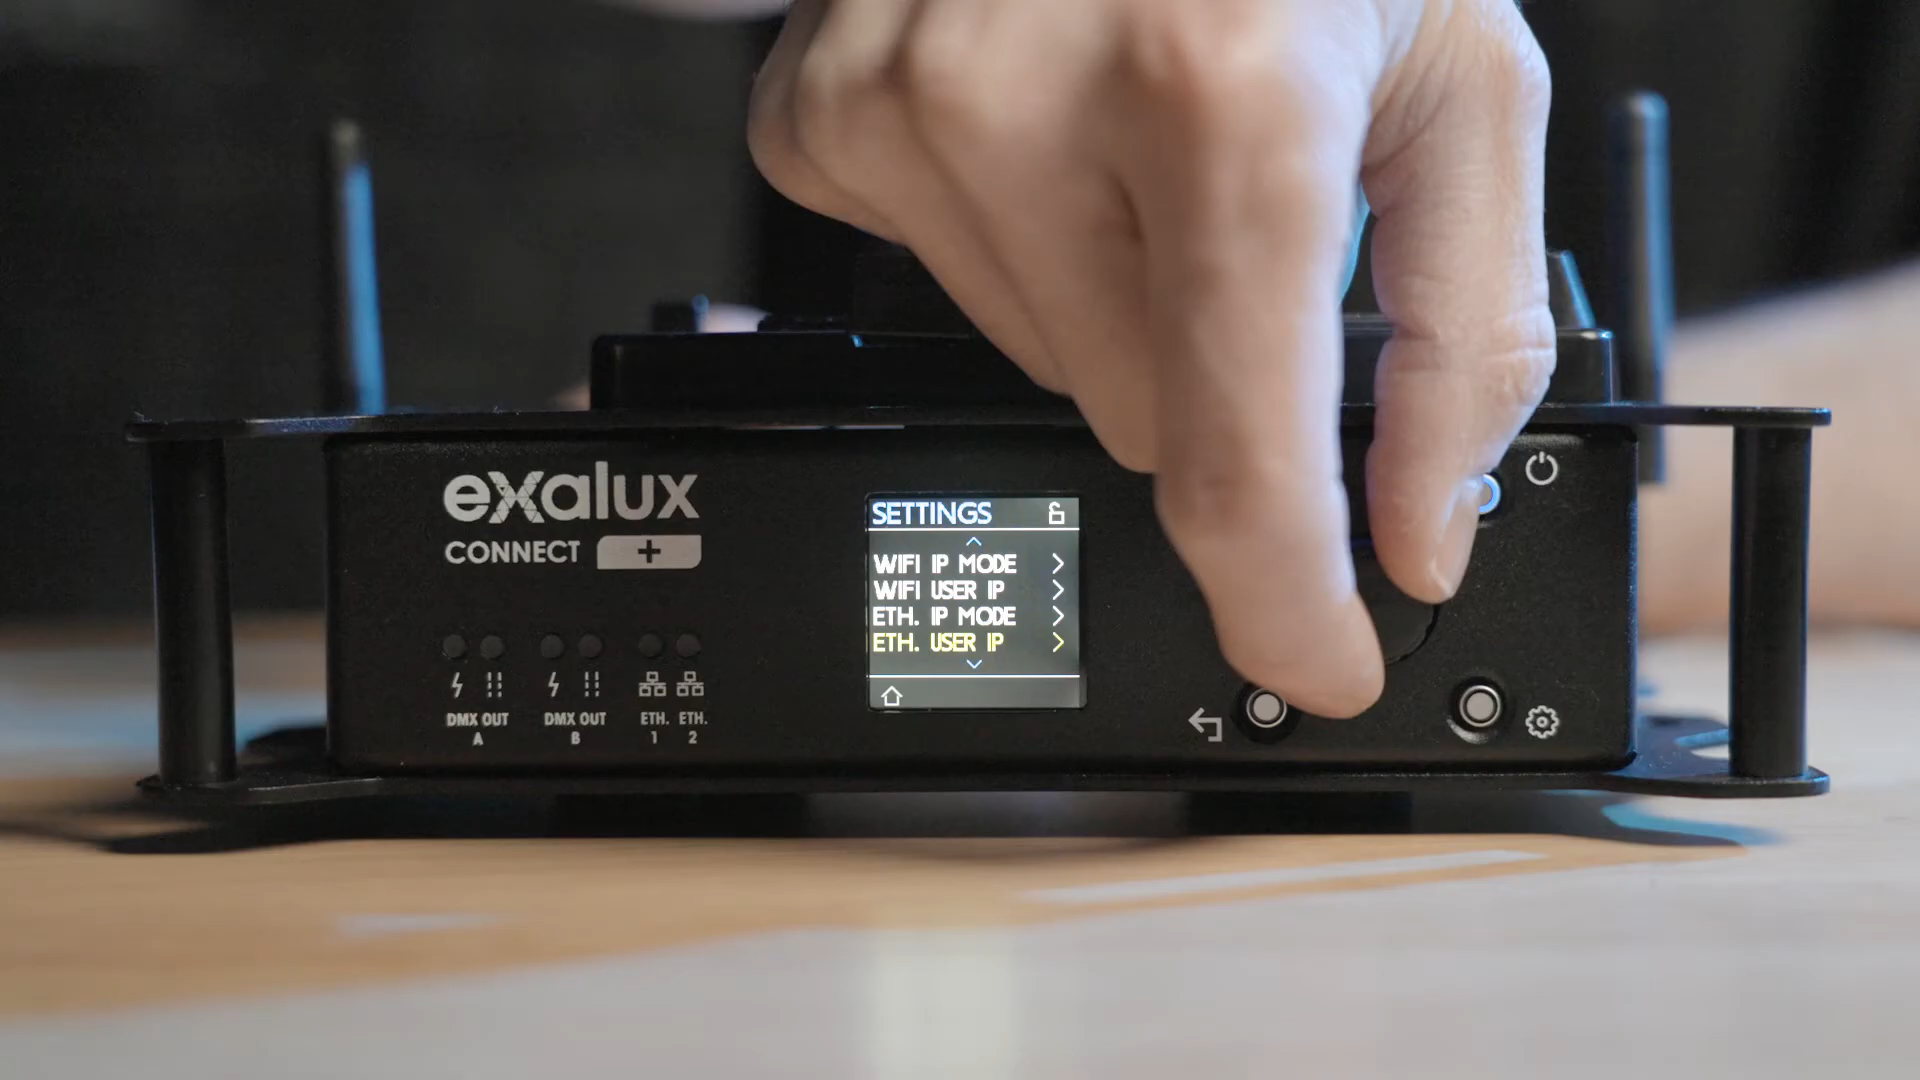 exalux
CONNECT +
SETTINGS
WIFI IP MODE >
WIFI USER IP >
ETH. IP MODE >
ETH. USER IP >
DMX OUT
A
DMX OUT
B
ETH.
1
ETH.
2